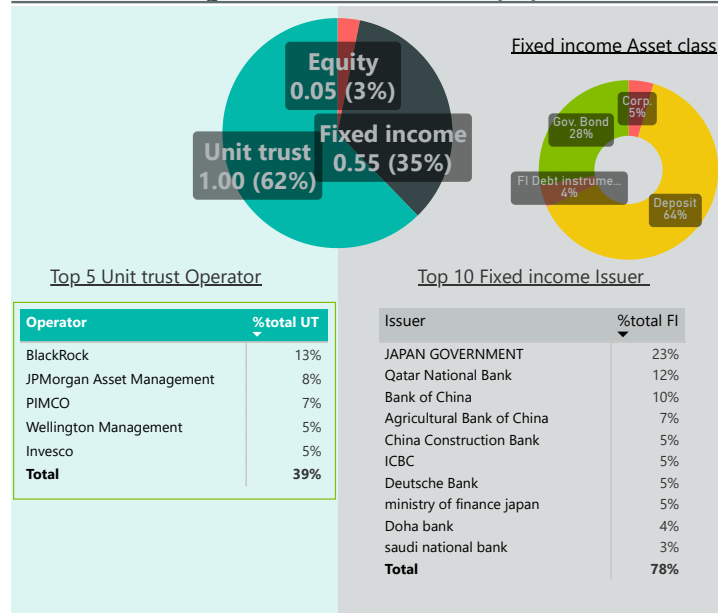 Equity
0.05 (3%)
Fixed income
0.55 (35%)
Unit trust
1.00 (62%)
Fixed income Asset class
Corp.
5%
Gov. Bond
28%
FI Debt instrume...
4%
Deposit
64%
Top 5 Unit trust Operator
Operator %total UT
BlackRock 13%
JPMorgan Asset Management 8%
PIMCO 7%
Wellington Management 5%
Invesco 5%
Total 39%
Top 10 Fixed income Issuer
Issuer %total FI
JAPAN GOVERNMENT 23%
Qatar National Bank 12%
Bank of China 10%
Agricultural Bank of China 7%
China Construction Bank 5%
ICBC 5%
Deutsche Bank 5%
ministry of finance japan 5%
Doha bank 4%
saudi national bank 3%
Total 78%